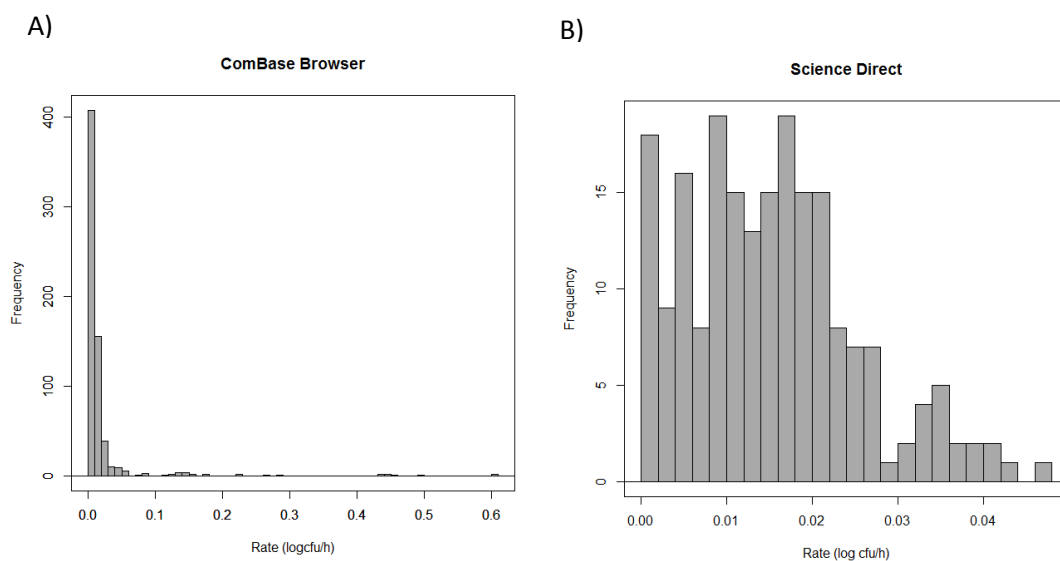 A)
ComBase Browser
Frequency
0
100
200
300
400
0.0 0.1 0.2 0.3 0.4 0.5 0.6
Rate (logcfu/h)
B)
Science Direct
Frequency
0
5
10
15
0.00 0.01 0.02 0.03 0.04
Rate (log cfu/h)